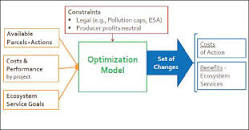 Constraints
• Legal (e.g., Pollution caps, ESA)
• Producer profits-neutral
Available
Parcels+Actions
Costs &
Performance
by project
Ecosystem
Service Goals
Optimization
Model
Set of
Changes
Costs
of Action
Benefits -
Ecosystem
Services